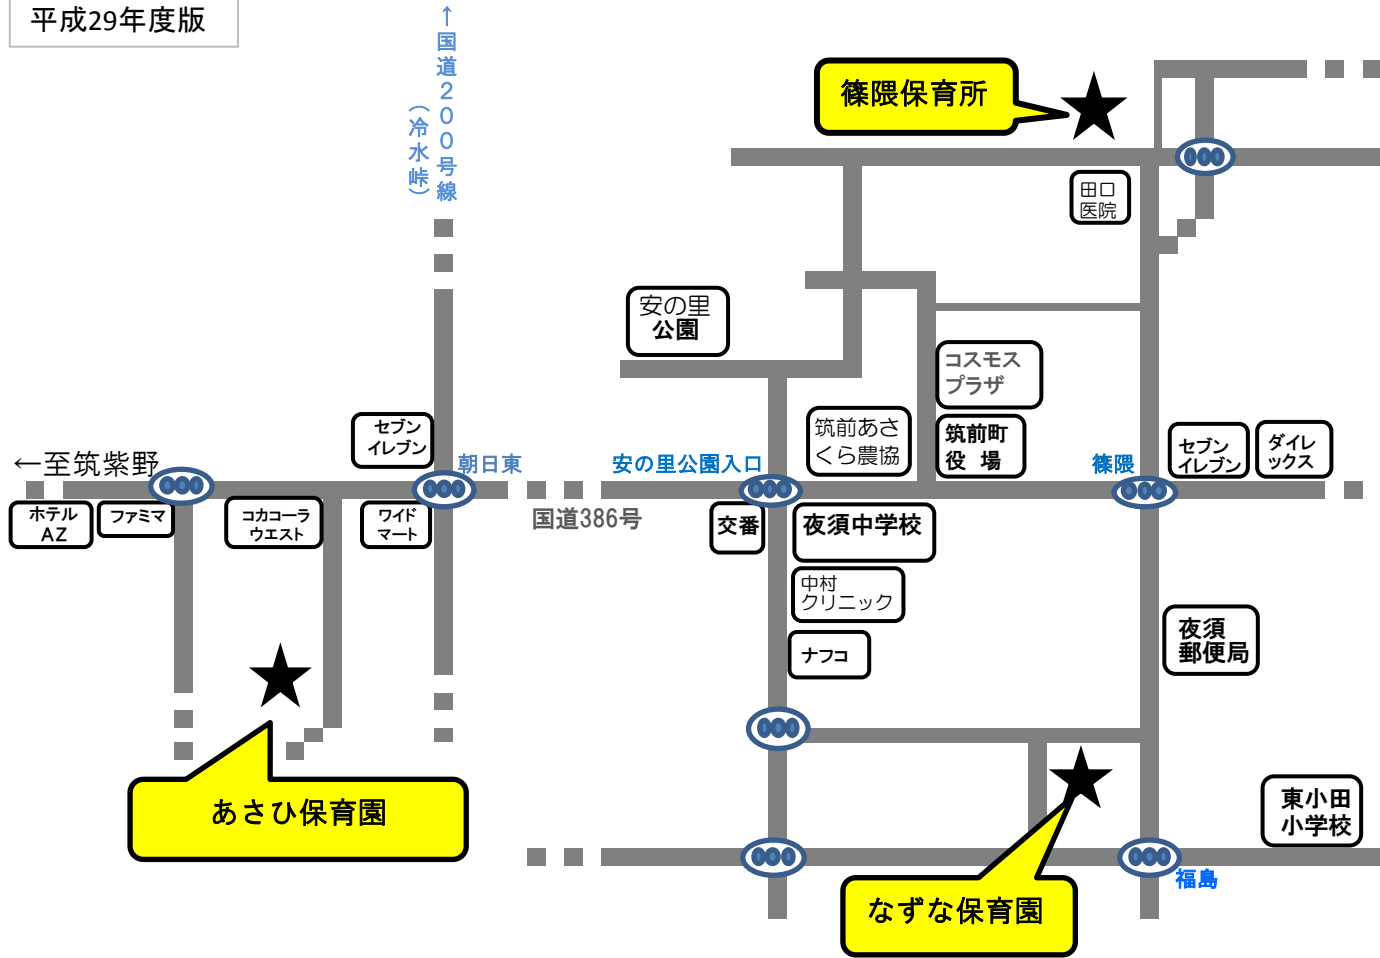 平成29年度版
↑国道２００号線
（冷水峠）
篠隈保育所
田口
医院
安の里
公園
コスモス
プラザ
筑前あさ
くら農協
筑前町
役 場
セブン
イレブン
←至筑紫野
朝日東
安の里公園入口
篠隈
セブン
イレブン
ダイレ
ックス
ホテル
AZ
ファミマ
コカコーラ
ウエスト
ワイド
マート
国道386号
交番
夜須中学校
中村
クリニック
ナフコ
夜須
郵便局
あさひ保育園
東小田
小学校
福島
なずな保育園